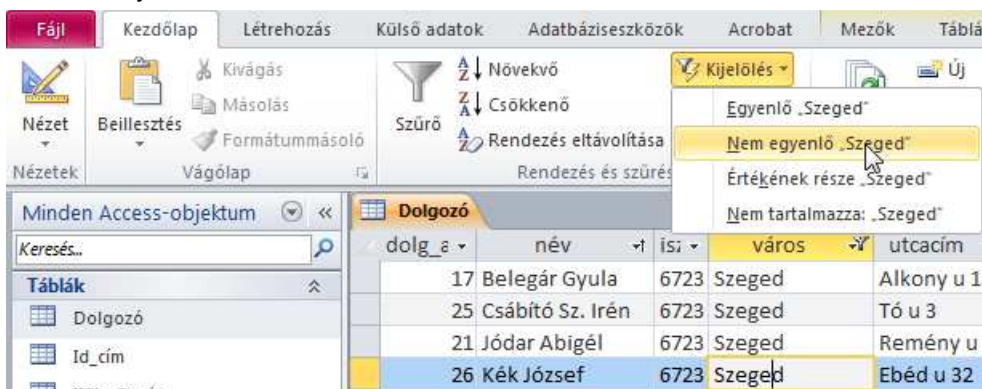 Fájl Kezdőlap Létrehozás Külső adatok Adatbáziseszközök Acrobat Mezők Táblá
Nézet
Nézetek
Beillesztés
Kivágás
Másolás
Formátummásoló
Vágólap
Szűrő
Növekvő
Csökkenő
Rendezés eltávolítása
Rendezés és szűrés
Kijelölés
Új
Egyenlő „Szeged”
Nem egyenlő „Szeged”
Értékének része „Szeged”
Nem tartalmazza: „Szeged”
Minden Access-objektum
Keresés...
Táblák
Dolgozó
Id_cím
Dolgozó
dolg_a név isz város utcacím
17 Belegár Gyula 6723 Szeged Alkony u 1
25 Csábító Sz. Irén 6723 Szeged Tó u 3
21 Jódar Abigél 6723 Szeged Remény u
26 Kék József 6723 Szeged Ebéd u 32